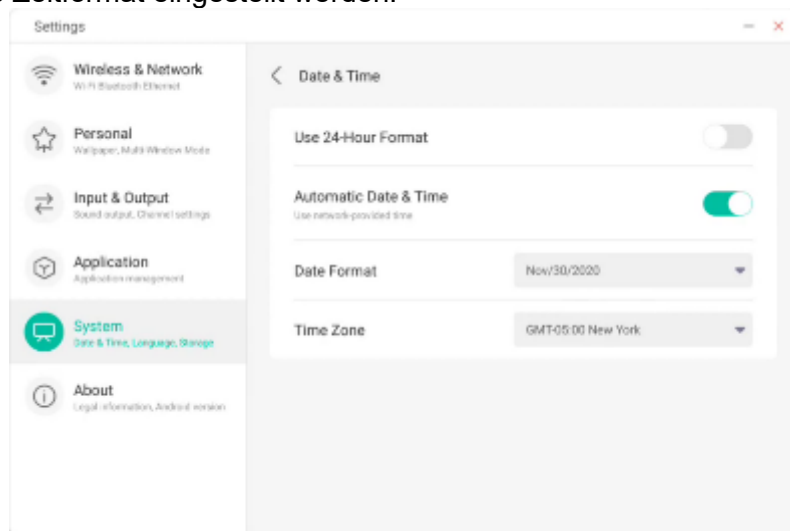 Zeitformat eingestellt werden.
Settings
Wireless & Network
Wi-Fi Bluetooth Ethernet
Personal
Wallpaper, Multi-Window Mode
Input & Output
Sound output, Channel settings
Application
Application management
System
Date & Time, Language, Storage
About
Legal information, Android version
Date & Time
Use 24-Hour Format
Automatic Date & Time
Use network-provided time
Date Format
Nov/30/2020
Time Zone
GMT-05:00 New York